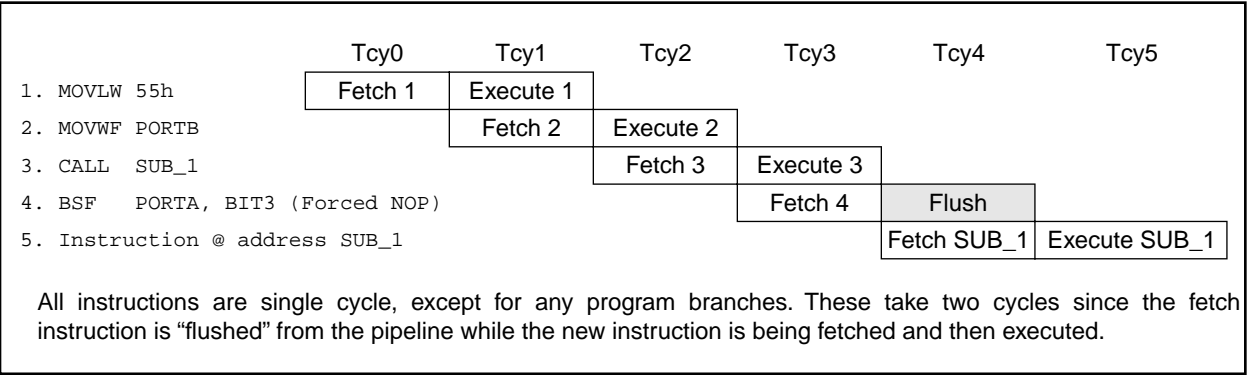 Tcy0 Tcy1 Tcy2 Tcy3 Tcy4 Tcy5
1. MOVLW 55h Fetch 1 Execute 1
2. MOVWF PORTB Fetch 2 Execute 2
3. CALL SUB_1 Fetch 3 Execute 3
4. BSF PORTA, BIT3 (Forced NOP) Fetch 4 Flush
5. Instruction @ address SUB_1 Fetch SUB_1 Execute SUB_1
All instructions are single cycle, except for any program branches. These take two cycles since the fetch
instruction is “flushed” from the pipeline while the new instruction is being fetched and then executed.